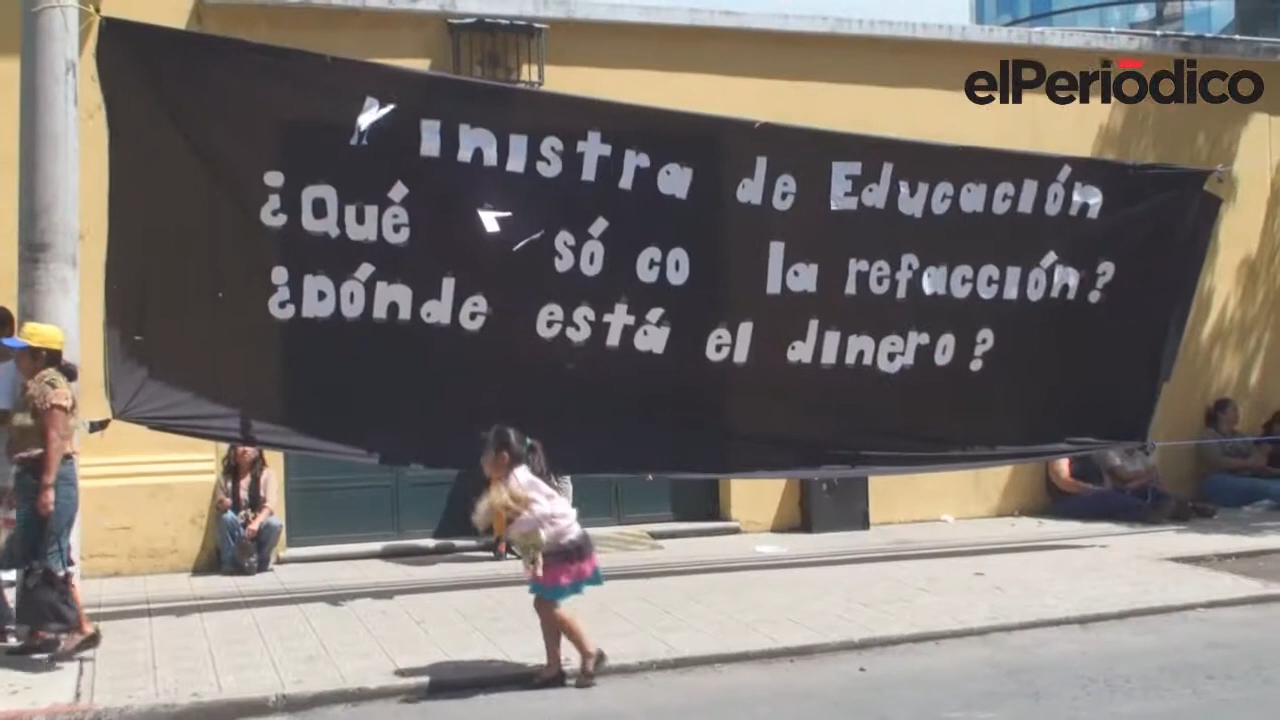 elPeriódico
inistra de Educación
¿Qué só co la refacción?
¿Dónde está el dinero?